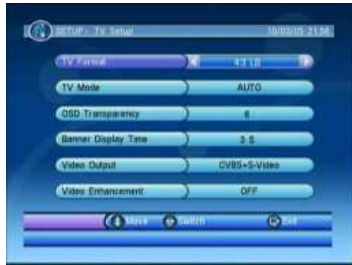 SETUP - TV Setup 10/03/05 21:56
TV Format 4:3 LB
TV Mode AUTO
OSD Transparency 6
Banner Display Time 3 S
Video Output CVBS+S-Video
Video Enhancement OFF
Move Switch Exit